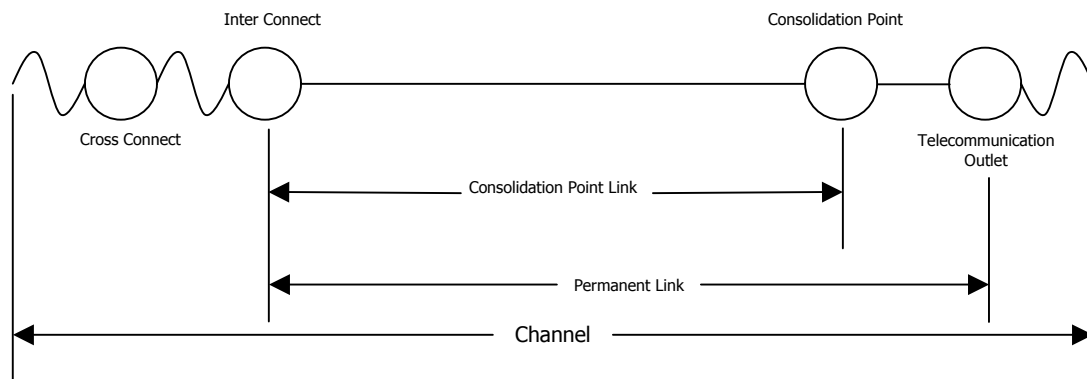 Inter Connect
Consolidation Point
Cross Connect
Telecommunication
Outlet
Consolidation Point Link
Permanent Link
Channel